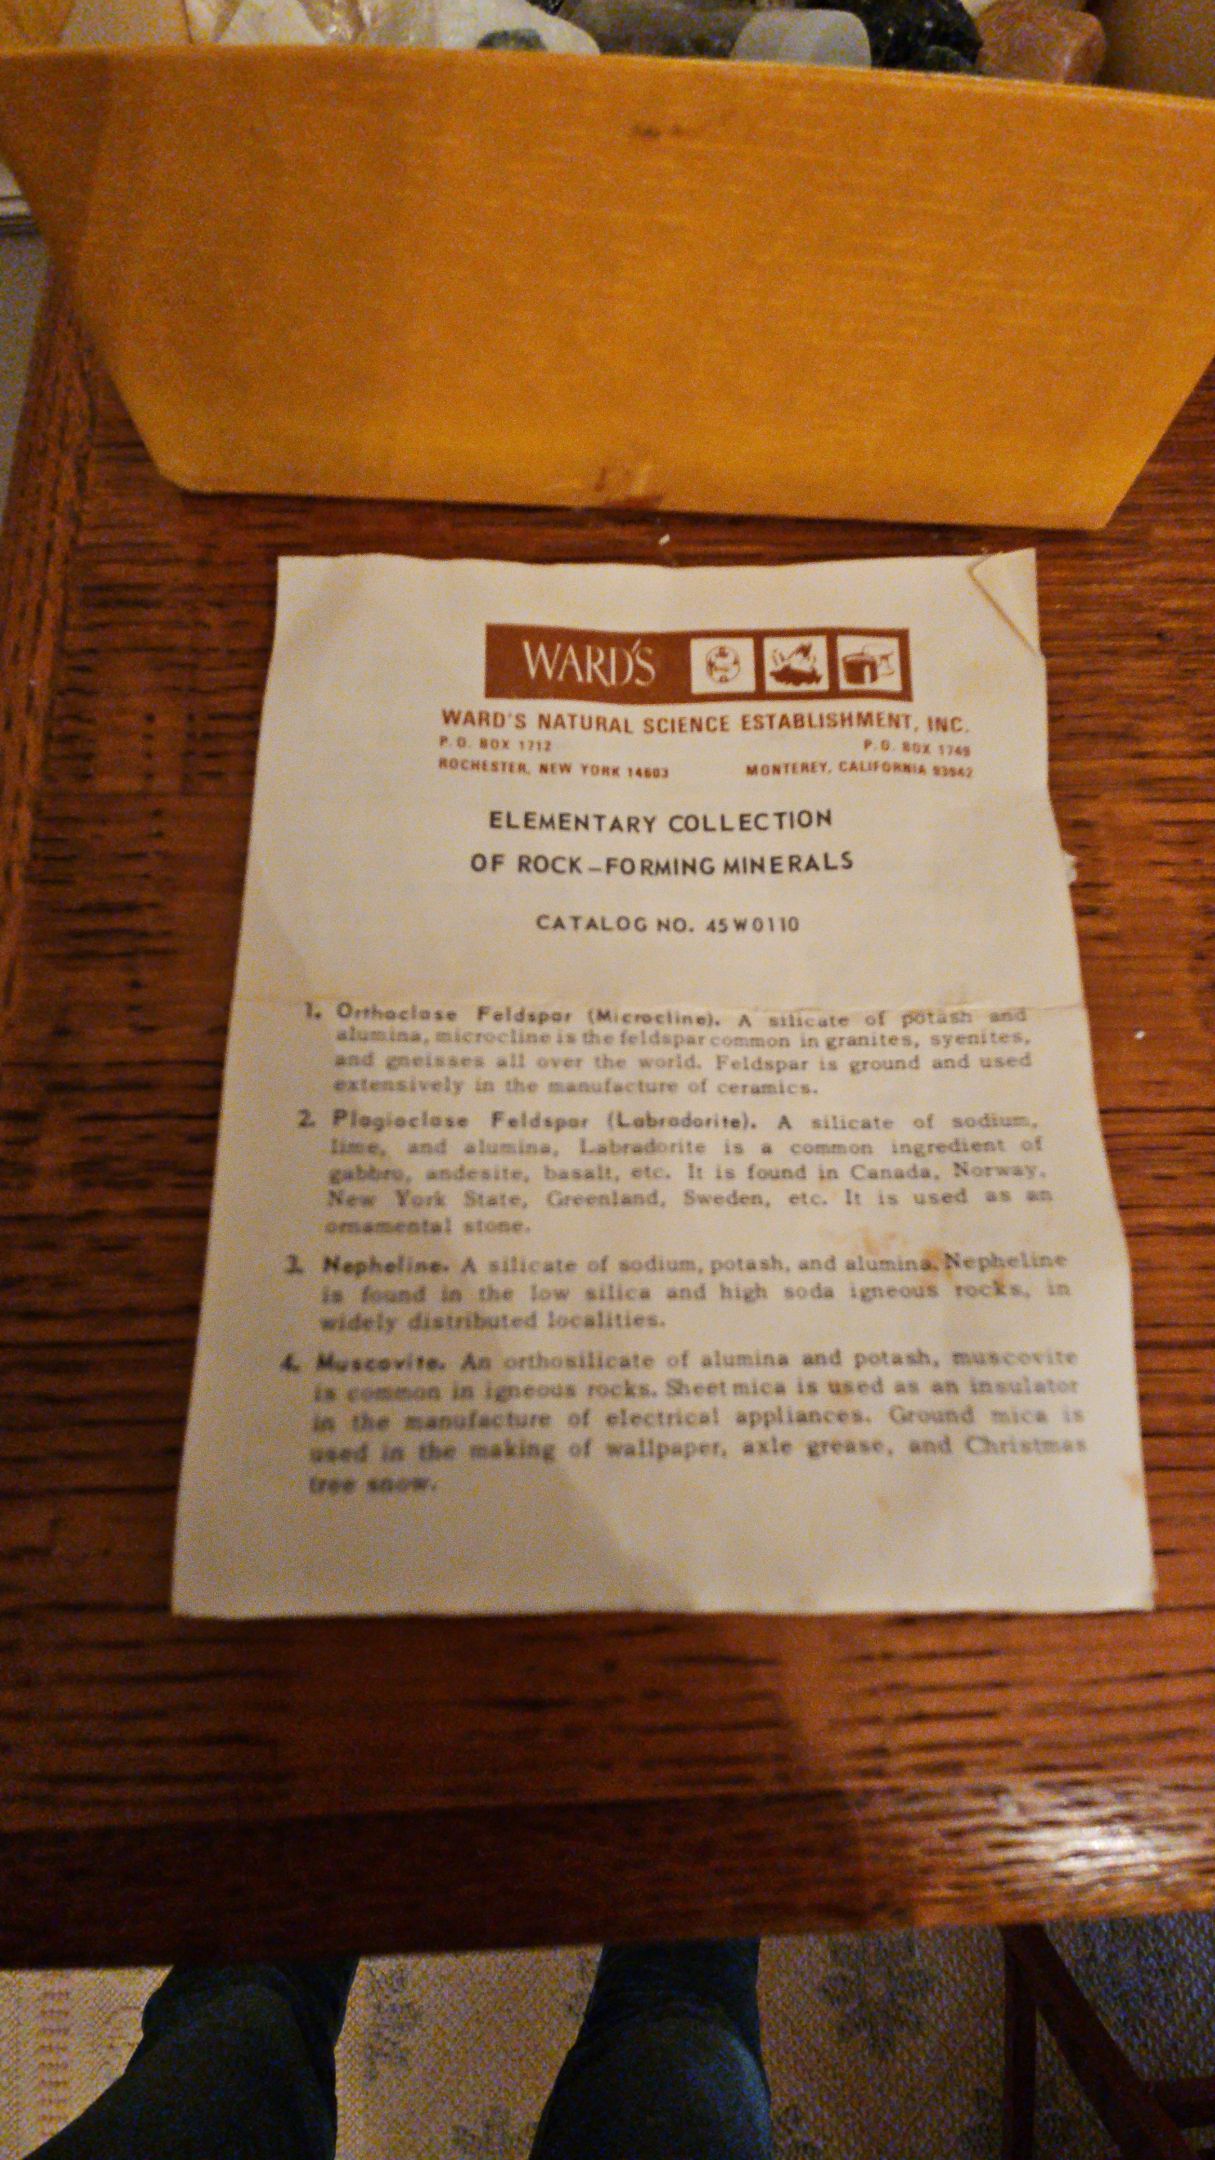 WARD'S
WARD'S NATURAL SCIENCE ESTABLISHMENT, INC.
P.O. BOX 1712 P.O. BOX 1749
ROCHESTER, NEW YORK 14603 MONTEREY, CALIFORNIA 93942
ELEMENTARY COLLECTION
OF ROCK-FORMING MINERALS
CATALOG NO. 45W0110
1. Orthoclase Feldspar (Microcline). A silicate of potash and
alumina, microcline is the feldspar common in granites, syenites,
and gneisses all over the world. Feldspar is ground and used
extensively in the manufacture of ceramics.
2. Plagioclase Feldspar (Labradorite). A silicate of sodium,
lime, and alumina, Labradorite is a common ingredient of
gabbro, andesite, basalt, etc. It is found in Canada, Norway,
New York State, Greenland, Sweden, etc. It is used as an
ornamental stone.
3. Nepheline. A silicate of sodium, potash, and alumina. Nepheline
is found in the low silica and high soda igneous rocks, in
widely distributed localities.
4. Muscovite. An orthosilicate of alumina and potash, muscovite
is common in igneous rocks. Sheet mica is used as an insulator
in the manufacture of electrical appliances. Ground mica is
used in the making of wallpaper, axle grease, and Christmas
tree snow.